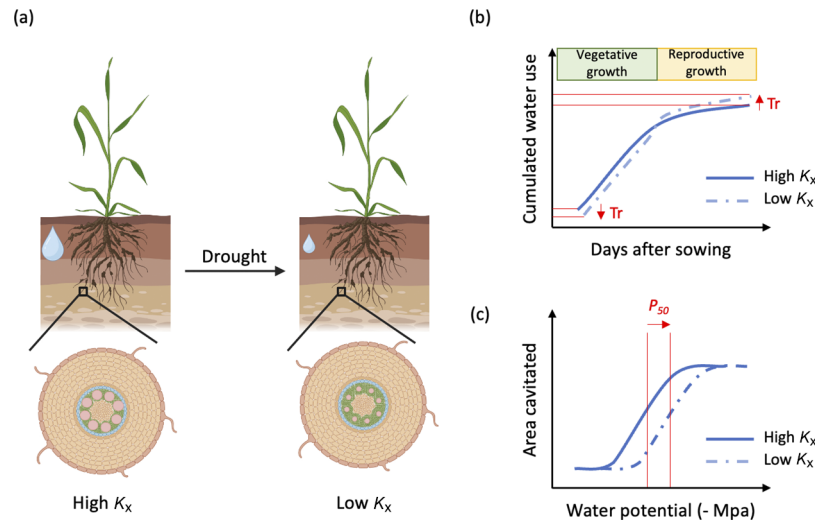 (a)
Drought
High Kx
Low Kx
(b)
Cumulated water use
Vegetative
growth
Reproductive
growth
Tr
Tr
High Kx
Low Kx
Days after sowing
(c)
P50
Area cavitated
High Kx
Low Kx
Water potential (- Mpa)